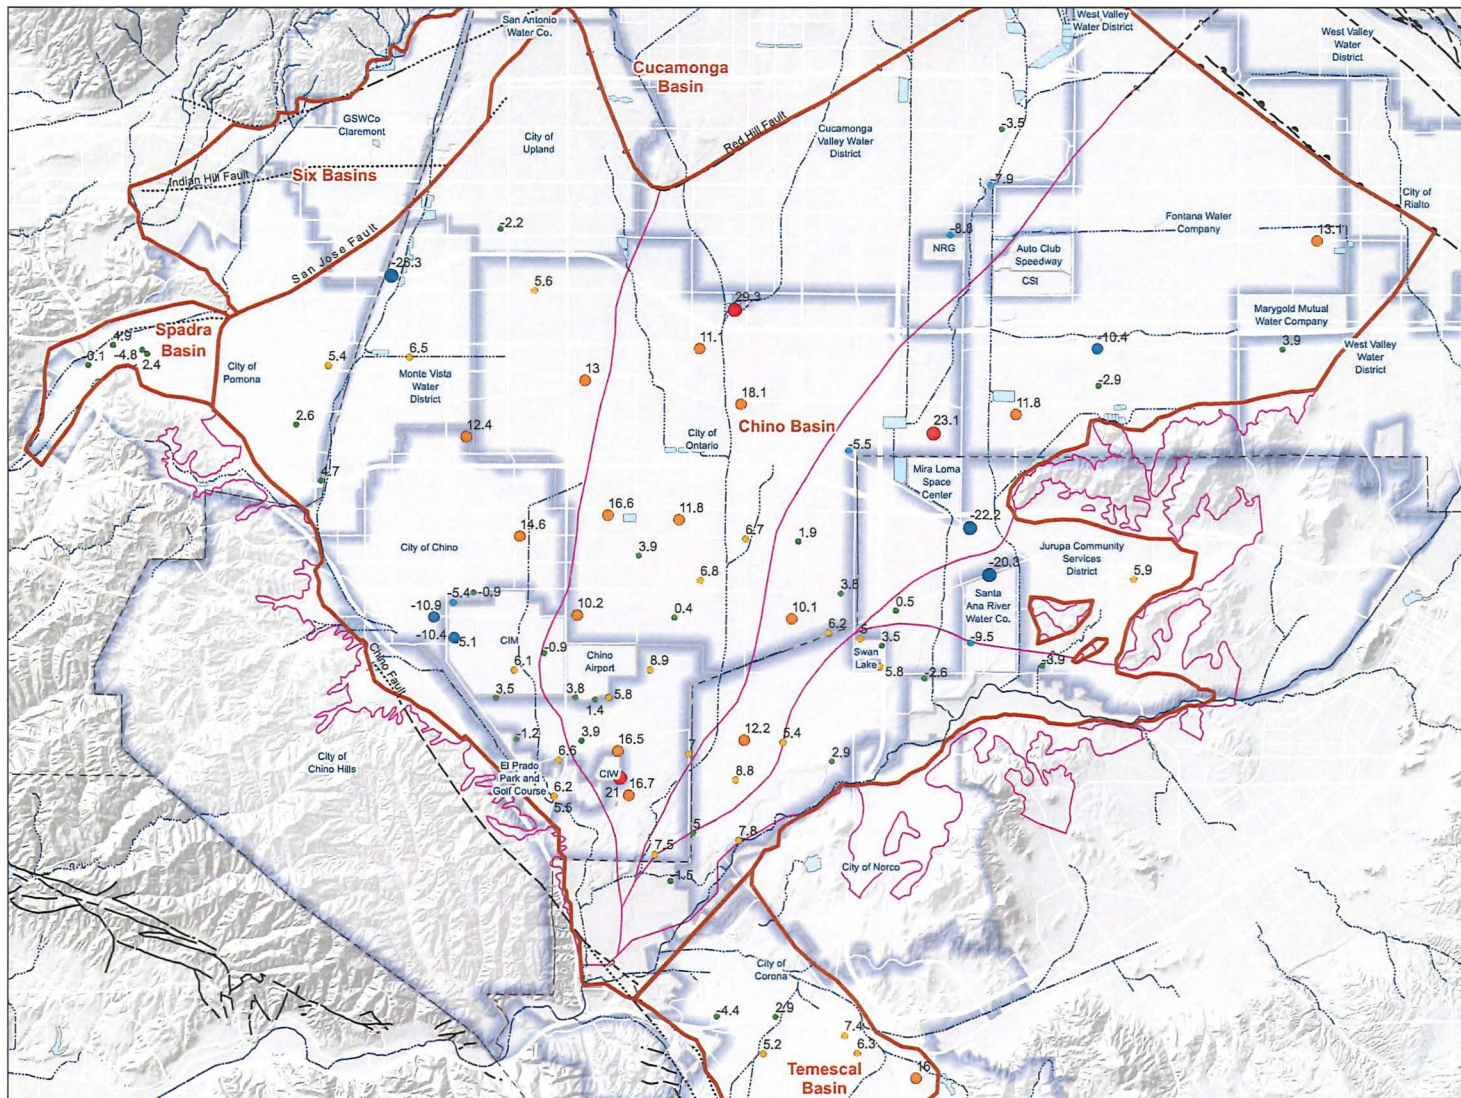 San Antonio
Water Co.
West Valley
Water District
West Valley
Water
District
Cucamonga
Basin
GSWCo
Claremont
City of
Upland
Red Hill Fault
Cucamonga
Valley Water
District
-3.5
Indian Hill Fault
Six Basins
-7.9
City of
Rialto
San Jose Fault
-2.2
-8.8
NRG
Auto Club
Speedway
CSI
Fontana Water
Company
13.1
-26.3
5.6
29.3
Marygold Mutual
Water Company
Spadra
Basin
4.9
0.1
-4.8
2.4
City of
Pomona
5.4
6.5
Monte Vista
Water
District
11.1
-10.4
3.9
West Valley
Water
District
13
-2.9
18.1
Chino Basin
11.8
2.6
12.4
23.1
City of
Ontario
-5.5
4.7
Mira Loma
Space
Center
16.6
11.8
-22.2
14.6
City of Chino
3.9
6.7
1.9
Jurupa Community
Services
District
-20.3
5.9
6.8
-5.4
-0.9
3.8
Santa
Ana River
Water Co.
-10.9
10.2
0.4
10.1
0.5
-10.4
-5.1
CIM
6.2
5
3.5
-9.5
-0.9
Chino
Airport
Swan
Lake
Chino Fault
6.1
8.9
5.8
-2.6
-3.9
3.5
3.8
1.4
5.8
-1.2
3.9
16.5
12.2
5.4
7
City of
Chino Hills
6.6
2.9
El Prado
Park and
Golf Course
CIW
21
16.7
8.8
6.2
5.5
5
7.8
7.5
-1.5
City of Norco
City of
Corona
-4.4
2.9
7.4
5.2
6.3
Temescal
Basin
16